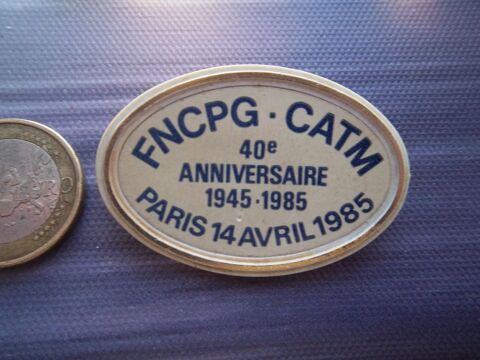 FNCPG · CATM
40e
ANNIVERSAIRE
1945 · 1985
PARIS 14 AVRIL 1985